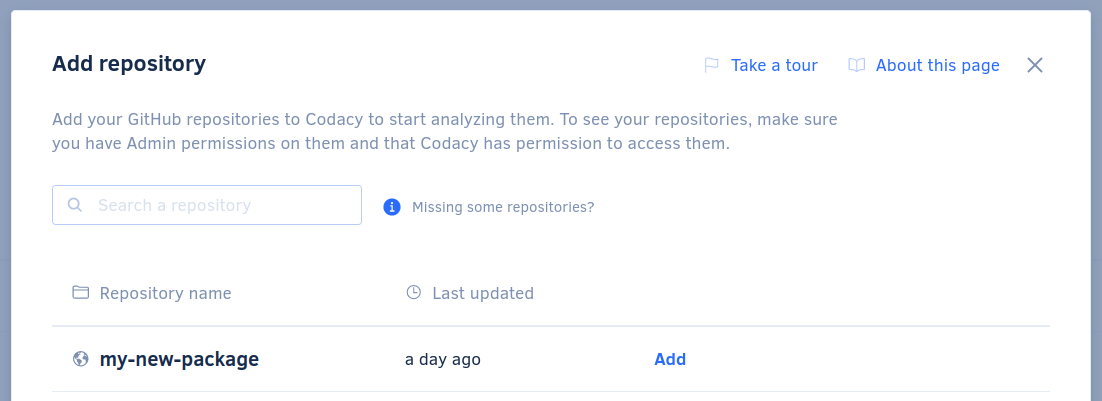 Add repository
Take a tour
About this page
Add your GitHub repositories to Codacy to start analyzing them. To see your repositories, make sure
you have Admin permissions on them and that Codacy has permission to access them.
Search a repository
Missing some repositories?
Repository name
Last updated
my-new-package
a day ago
Add